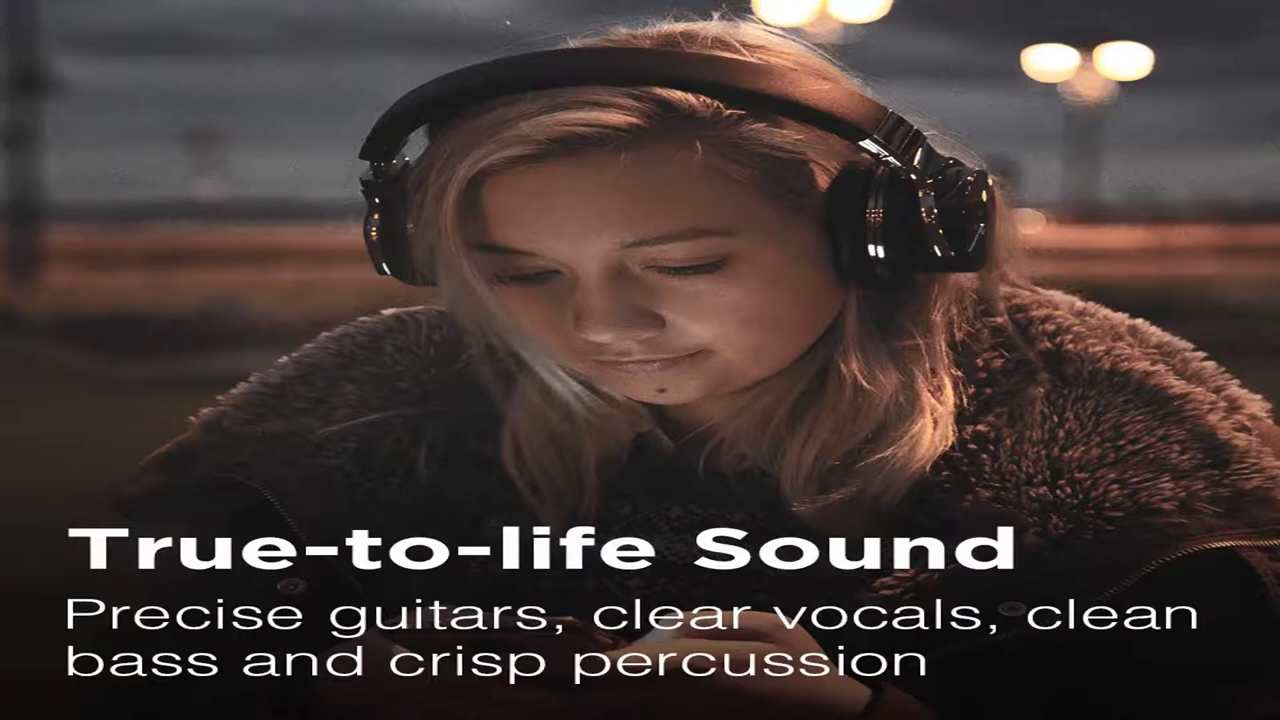 True-to-life Sound
Precise guitars, clear vocals, clean
bass and crisp percussion